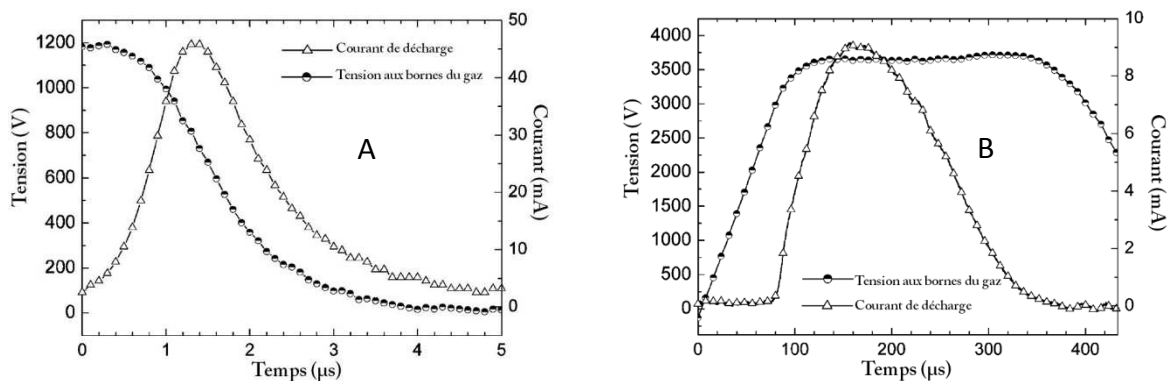 1200
1000
800
600
400
200
0
Tension (V)
50
40
30
20
10
0
Courant (mA)
Courant de décharge
Tension aux bornes du gaz
A
0 1 2 3 4 5
Temps (µs)
4000
3500
3000
2500
2000
1500
1000
500
0
Tension (V)
10
8
6
4
2
0
Courant (mA)
B
Tension aux bornes du gaz
Courant de décharge
0 100 200 300 400
Temps (µs)